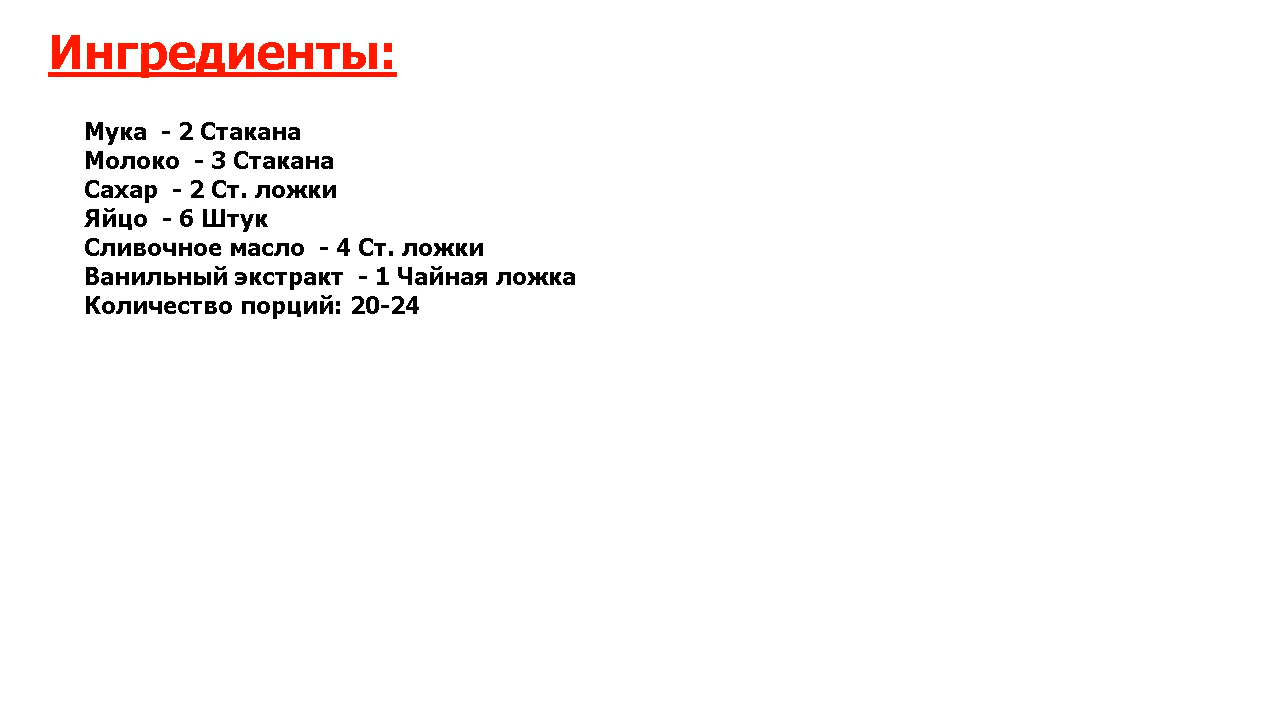 Ингредиенты:
Мука  - 2 Стакана
Молоко  - 3 Стакана
Сахар  - 2 Ст. ложки
Яйцо  - 6 Штук
Сливочное масло  - 4 Ст. ложки
Ванильный экстракт  - 1 Чайная ложка
Количество порций: 20-24